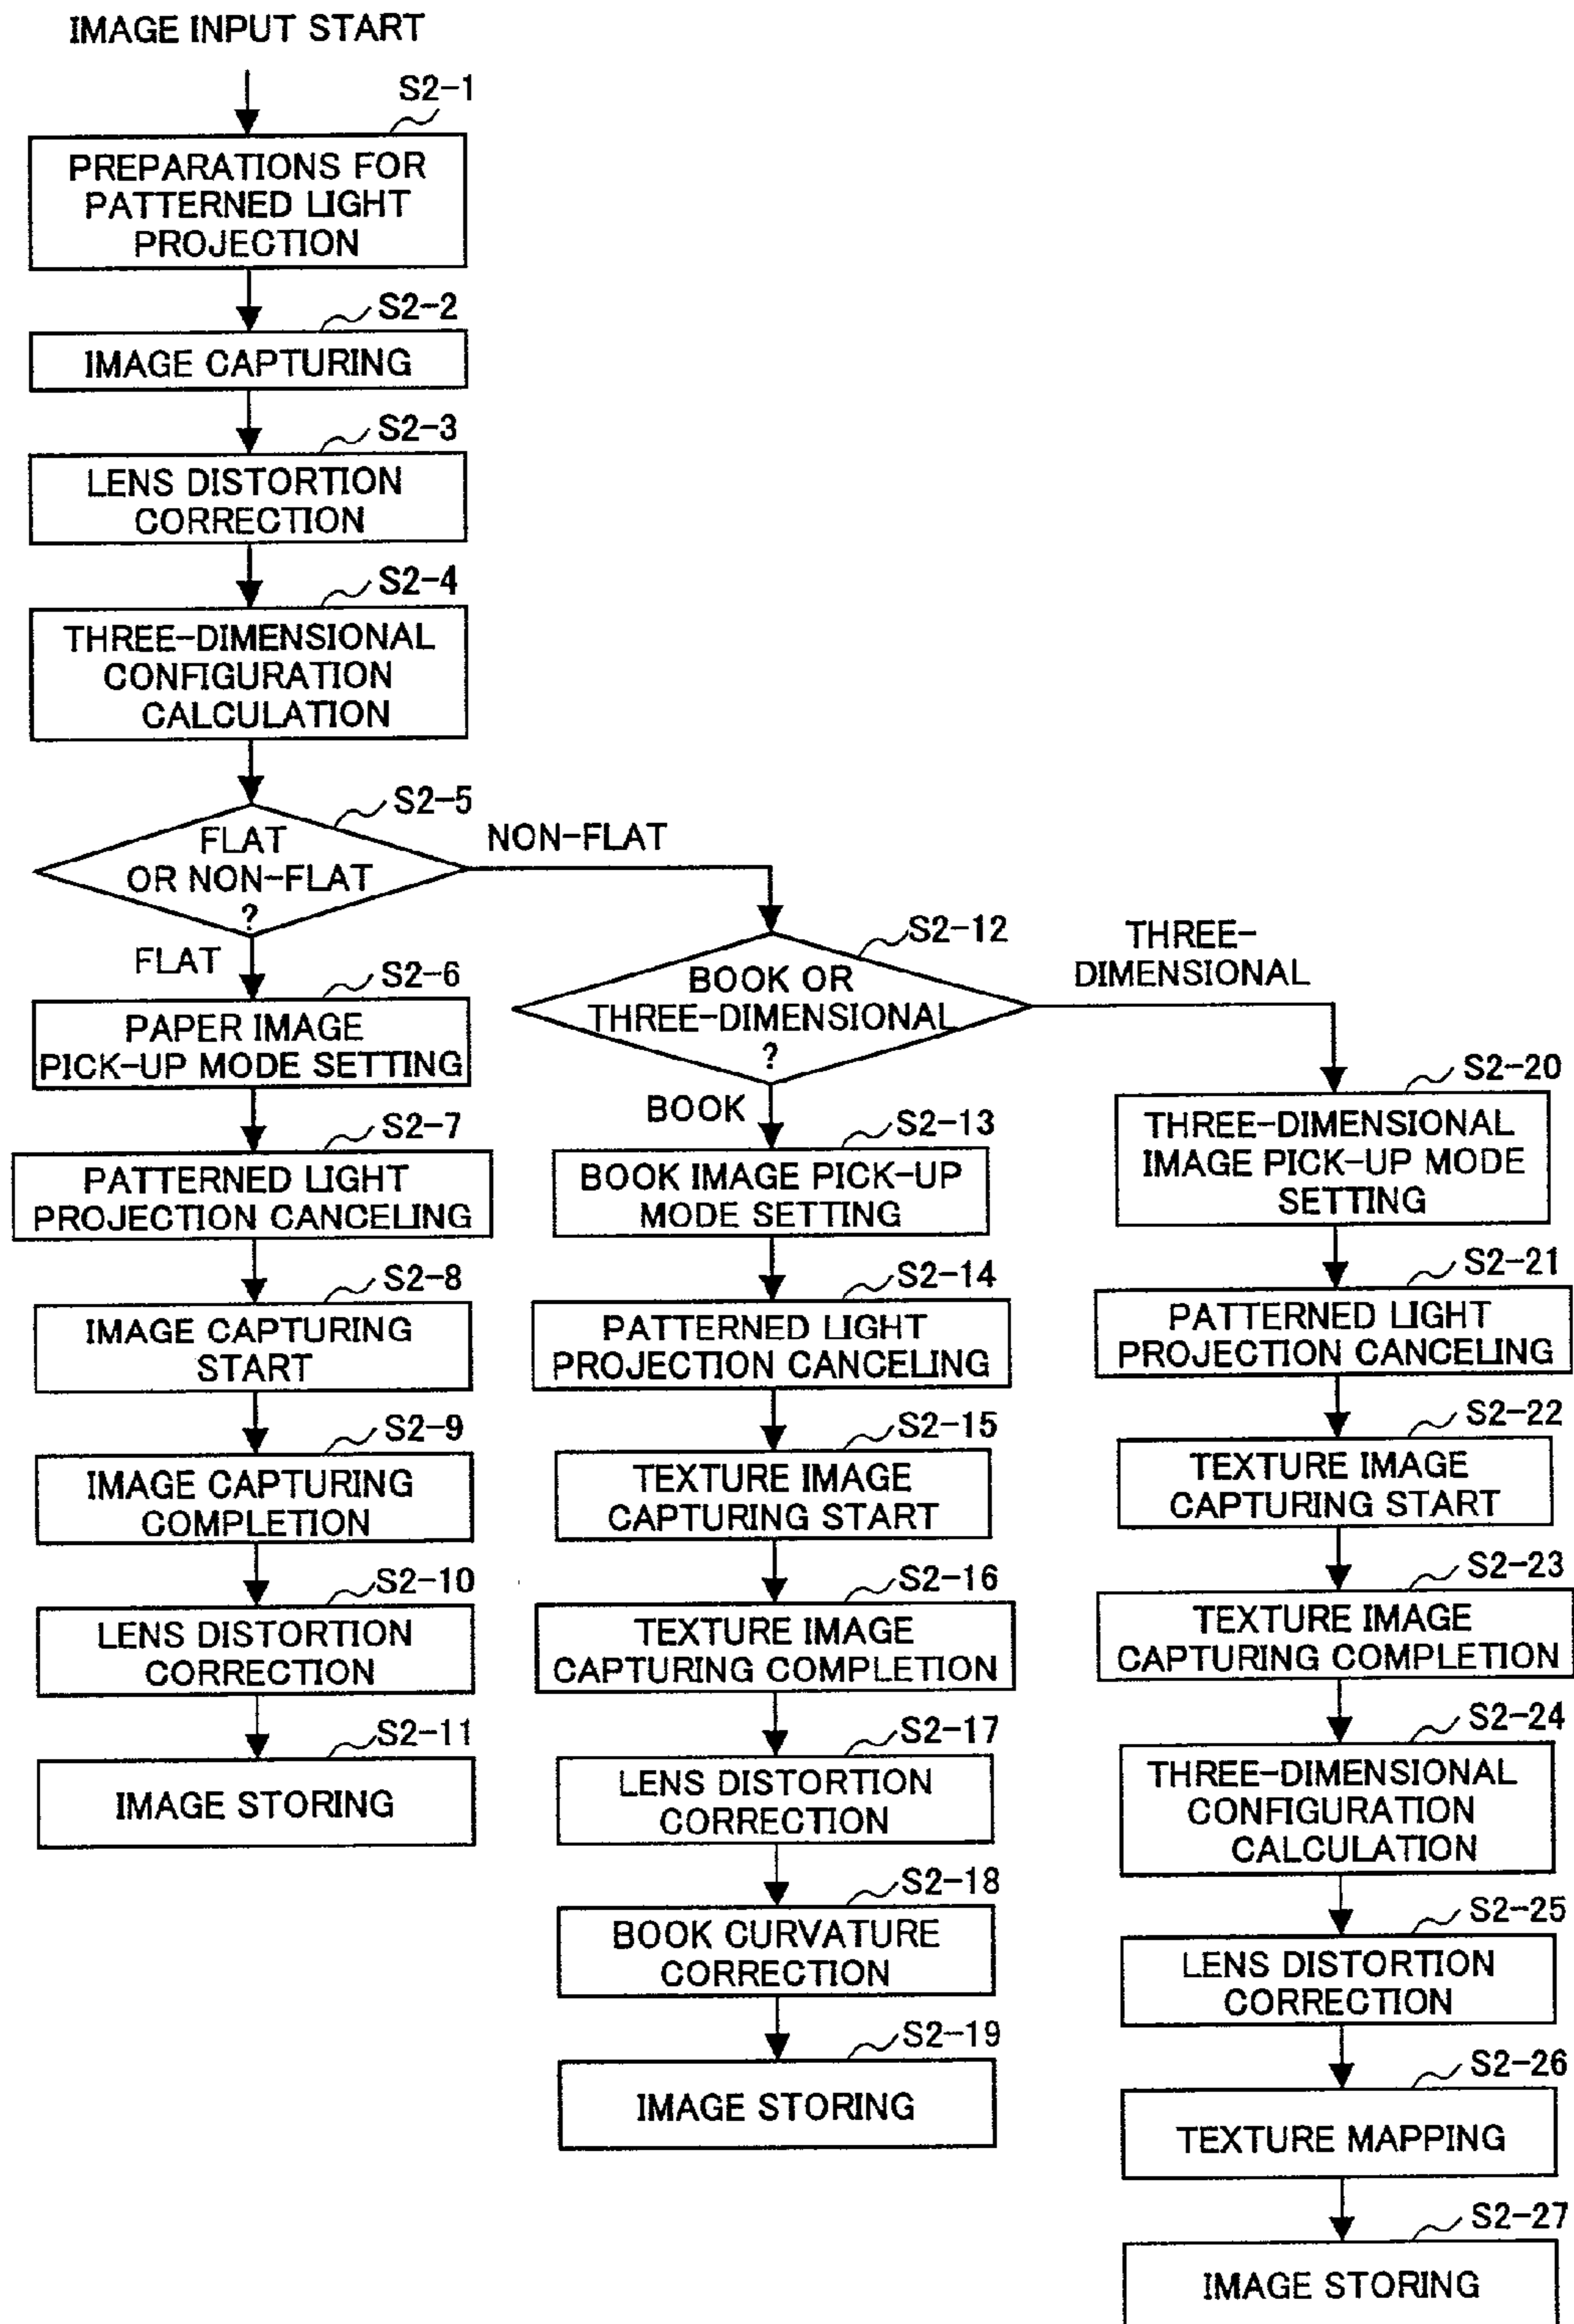 IMAGE INPUT START
S2-1
PREPARATIONS FOR
PATTERNED LIGHT
PROJECTION
S2-2
IMAGE CAPTURING
S2-3
LENS DISTORTION
CORRECTION
S2-4
THREE-DIMENSIONAL
CONFIGURATION
CALCULATION
S2-5
FLAT
OR NON-FLAT
?
NON-FLAT
FLAT
S2-6
PAPER IMAGE
PICK-UP MODE SETTING
S2-7
PATTERNED LIGHT
PROJECTION CANCELING
S2-8
IMAGE CAPTURING
START
S2-9
IMAGE CAPTURING
COMPLETION
S2-10
LENS DISTORTION
CORRECTION
S2-11
IMAGE STORING
S2-12
BOOK OR
THREE-DIMENSIONAL
?
THREE-
DIMENSIONAL
BOOK
S2-13
BOOK IMAGE PICK-UP
MODE SETTING
S2-14
PATTERNED LIGHT
PROJECTION CANCELING
S2-15
TEXTURE IMAGE
CAPTURING START
S2-16
TEXTURE IMAGE
CAPTURING COMPLETION
S2-17
LENS DISTORTION
CORRECTION
S2-18
BOOK CURVATURE
CORRECTION
S2-19
IMAGE STORING
S2-20
THREE-DIMENSIONAL
IMAGE PICK-UP MODE
SETTING
S2-21
PATTERNED LIGHT
PROJECTION CANCELING
S2-22
TEXTURE IMAGE
CAPTURING START
S2-23
TEXTURE IMAGE
CAPTURING COMPLETION
S2-24
THREE-DIMENSIONAL
CONFIGURATION
CALCULATION
S2-25
LENS DISTORTION
CORRECTION
S2-26
TEXTURE MAPPING
S2-27
IMAGE STORING